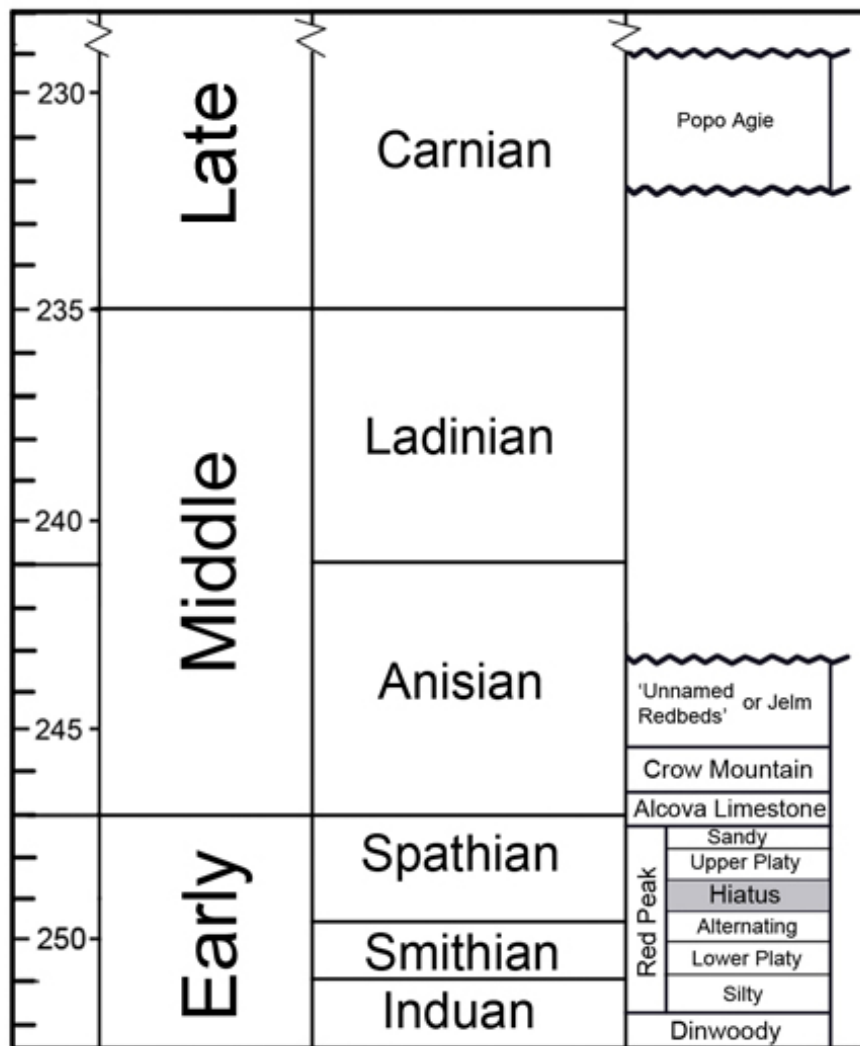 230
235
240
245
250
Late
Middle
Early
Carnian
Ladinian
Anisian
Spathian
Smithian
Induan
Popo Agie
'Unnamed
Redbeds' or Jelm
Crow Mountain
Alcova Limestone
Red Peak
Sandy
Upper Platy
Hiatus
Alternating
Lower Platy
Silty
Dinwoody